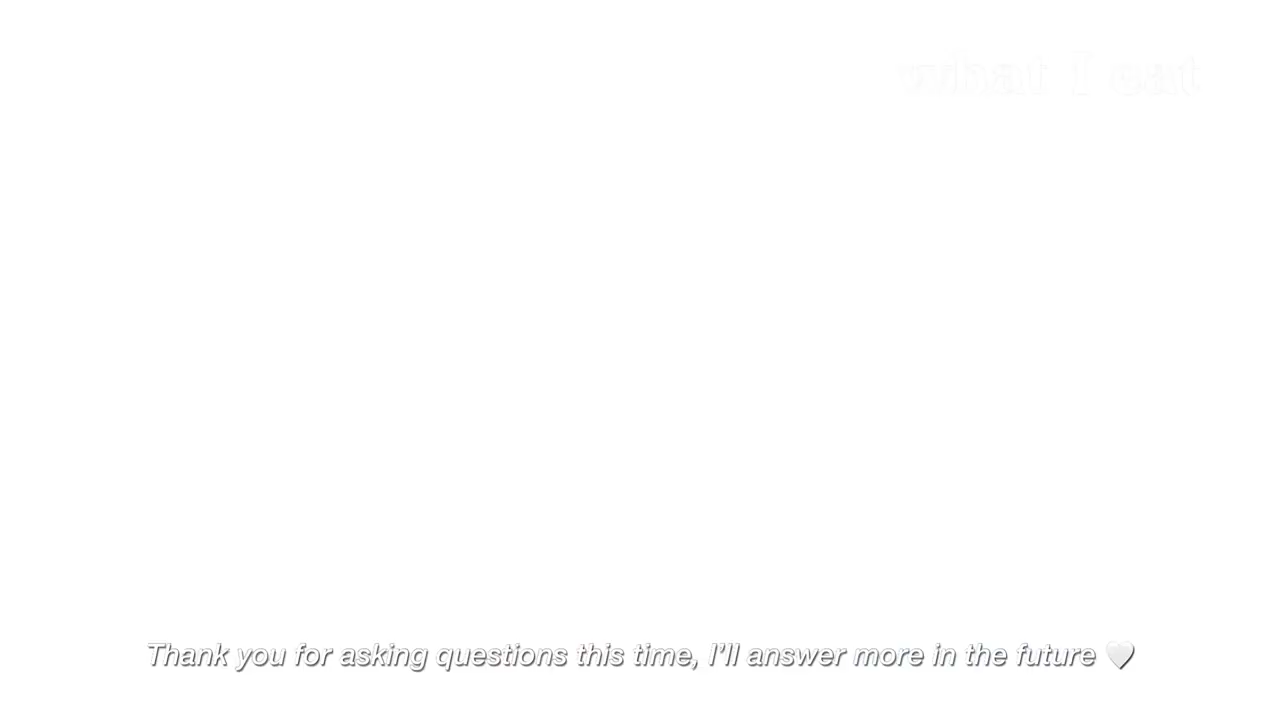 what I eat
Thank you for asking questions this time, I'll answer more in the future 🤍